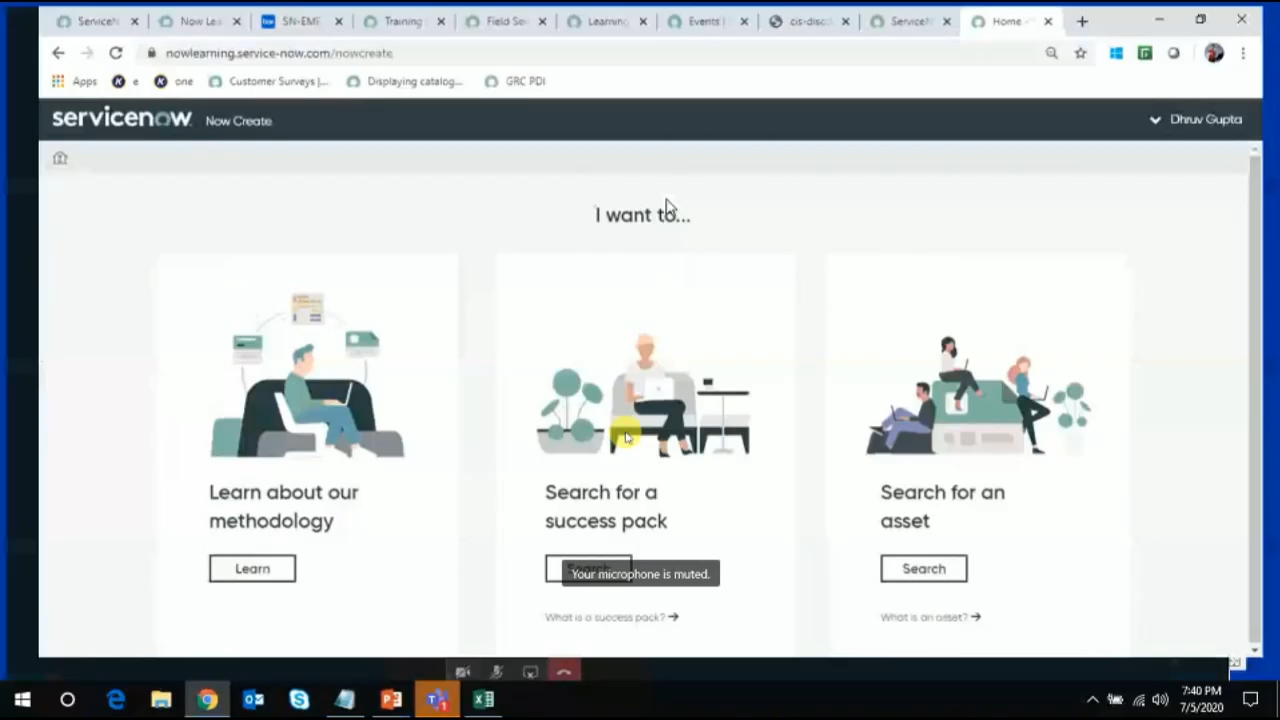 ServiceN
Now Lea
now
SN-EMF
Training
Field Se
Learning
Events |
cis-disc
ServiceN
Home
nowlearning.service-now.com/nowcreate
Apps
e
one
Customer Surveys |...
Displaying catalog...
GRC PDI
servicenow
Now Create
Dhruv Gupta
I want to...
Learn about our
methodology
Learn
Search for a
success pack
Your microphone is muted.
What is a success pack? →
Search for an
asset
Search
What is an asset? →
7:40 PM
7/5/2020